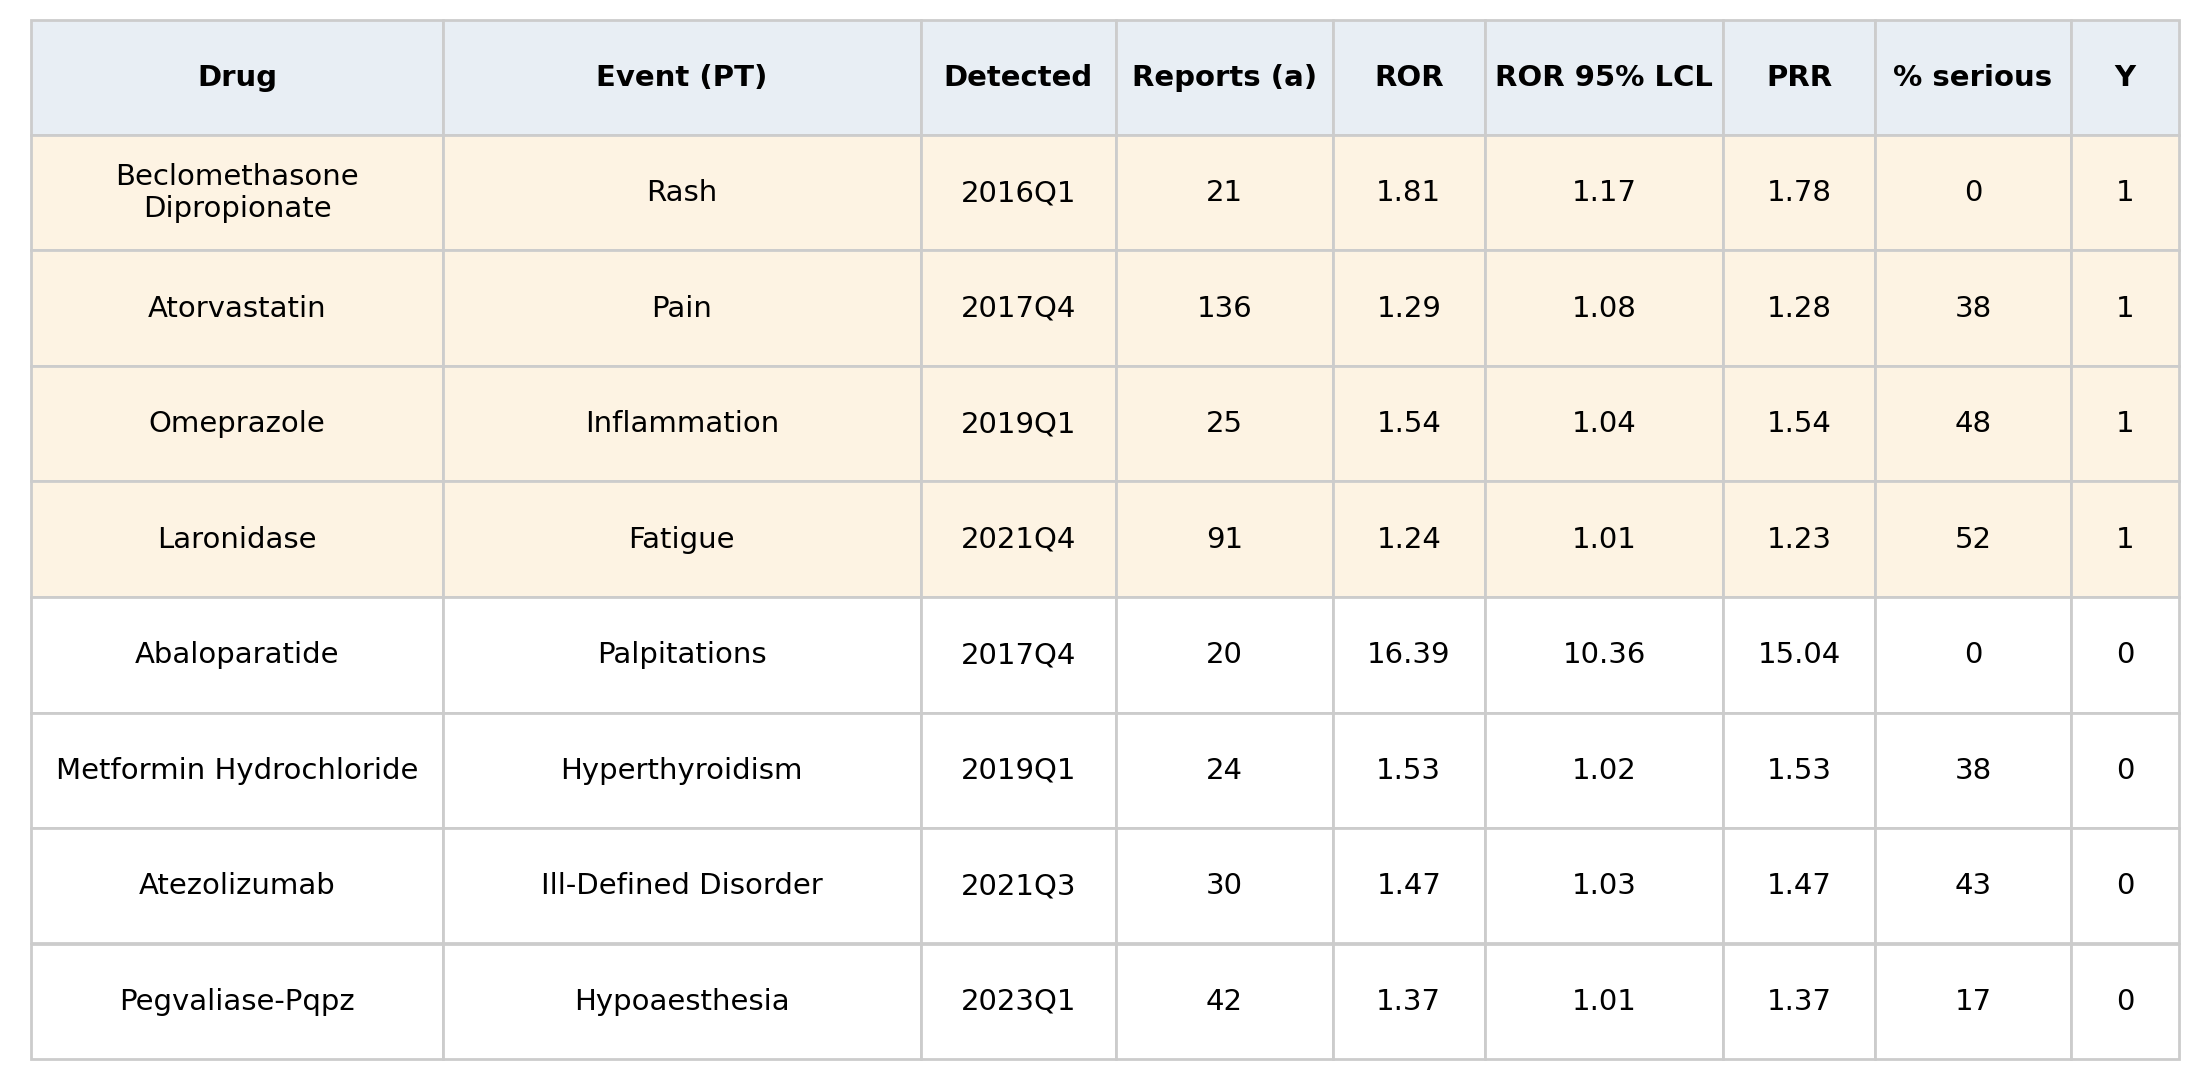 Drug Event (PT) Detected Reports (a) ROR ROR 95% LCL PRR % serious Y
Beclomethasone
Dipropionate Rash 2016Q1 21 1.81 1.17 1.78 0 1
Atorvastatin Pain 2017Q4 136 1.29 1.08 1.28 38 1
Omeprazole Inflammation 2019Q1 25 1.54 1.04 1.54 48 1
Laronidase Fatigue 2021Q4 91 1.24 1.01 1.23 52 1
Abaloparatide Palpitations 2017Q4 20 16.39 10.36 15.04 0 0
Metformin Hydrochloride Hyperthyroidism 2019Q1 24 1.53 1.02 1.53 38 0
Atezolizumab Ill-Defined Disorder 2021Q3 30 1.47 1.03 1.47 43 0
Pegvaliase-Pqpz Hypoaesthesia 2023Q1 42 1.37 1.01 1.37 17 0